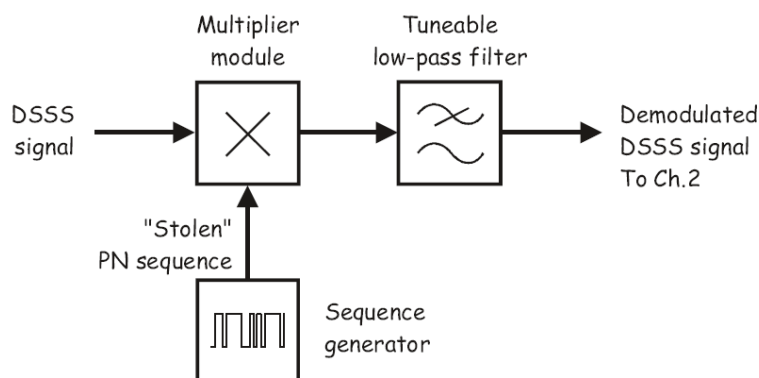 Multiplier
module
Tuneable
low-pass filter
DSSS
signal
Demodulated
DSSS signal
To Ch.2
"Stolen"
PN sequence
Sequence
generator